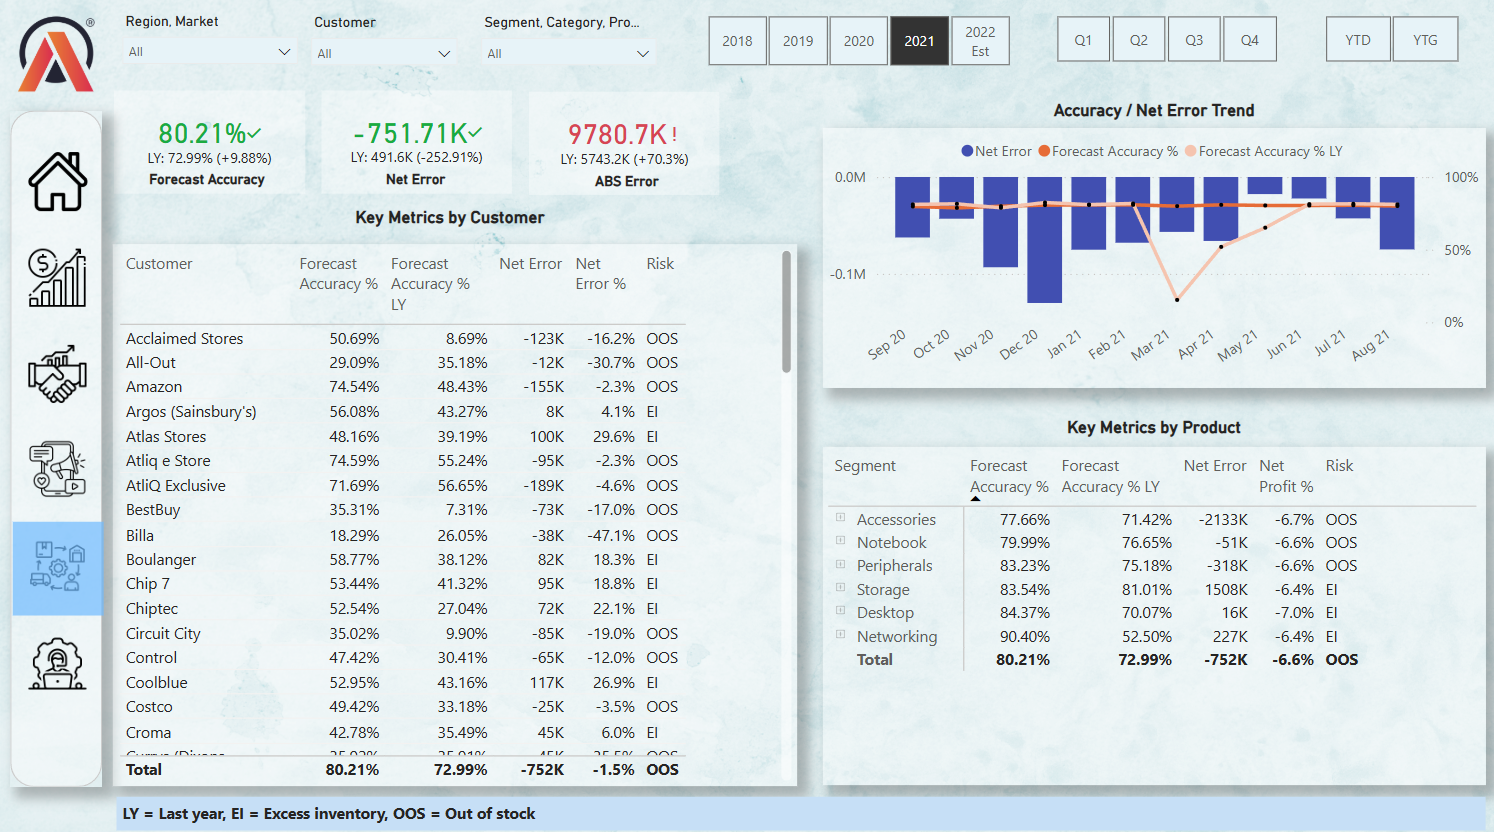 Region, Market
Customer
Segment, Category, Pro...
All
All
All
2018
2019
2020
2021
2022
Est
Q1
Q2
Q3
Q4
YTD
YTG
®
80.21%
LY: 72.99% (+9.88%)
Forecast Accuracy
-751.71K
LY: 491.6K (-252.91%)
Net Error
9780.7K !
LY: 5743.2K (+70.3%)
ABS Error
Key Metrics by Customer
Customer Forecast Accuracy % Forecast Accuracy % LY Net Error Net Error % Risk
Acclaimed Stores 50.69% 8.69% -123K -16.2% OOS
All-Out 29.09% 35.18% -12K -30.7% OOS
Amazon 74.54% 48.43% -155K -2.3% OOS
Argos (Sainsbury's) 56.08% 43.27% 8K 4.1% EI
Atlas Stores 48.16% 39.19% 100K 29.6% EI
Atliq e Store 74.59% 55.24% -95K -2.3% OOS
AtliQ Exclusive 71.69% 56.65% -189K -4.6% OOS
BestBuy 35.31% 7.31% -73K -17.0% OOS
Billa 18.29% 26.05% -38K -47.1% OOS
Boulanger 58.77% 38.12% 82K 18.3% EI
Chip 7 53.44% 41.32% 95K 18.8% EI
Chiptec 52.54% 27.04% 72K 22.1% EI
Circuit City 35.02% 9.90% -85K -19.0% OOS
Control 47.42% 30.41% -65K -12.0% OOS
Coolblue 52.95% 43.16% 117K 26.9% EI
Costco 49.42% 33.18% -25K -3.5% OOS
Croma 42.78% 35.49% 45K 6.0% EI
Total 80.21% 72.99% -752K -1.5% OOS
Accuracy / Net Error Trend
Net Error Forecast Accuracy % Forecast Accuracy % LY
0.0M
-0.1M
100%
50%
0%
Sep 20
Oct 20
Nov 20
Dec 20
Jan 21
Feb 21
Mar 21
Apr 21
May 21
Jun 21
Jul 21
Aug 21
Key Metrics by Product
Segment Forecast Accuracy % Forecast Accuracy % LY Net Error Net Profit % Risk
Accessories 77.66% 71.42% -2133K -6.7% OOS
Notebook 79.99% 76.65% -51K -6.6% OOS
Peripherals 83.23% 75.18% -318K -6.6% OOS
Storage 83.54% 81.01% 1508K -6.4% EI
Desktop 84.37% 70.07% 16K -7.0% EI
Networking 90.40% 52.50% 227K -6.4% EI
Total 80.21% 72.99% -752K -6.6% OOS
LY = Last year, EI = Excess inventory, OOS = Out of stock